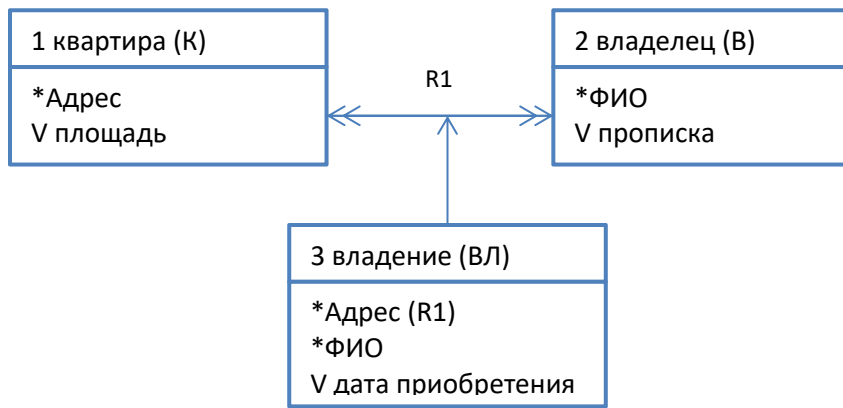 1 квартира (К)
*Адрес
V площадь
R1
2 владелец (В)
*ФИО
V прописка
3 владение (ВЛ)
*Адрес (R1)
*ФИО
V дата приобретения